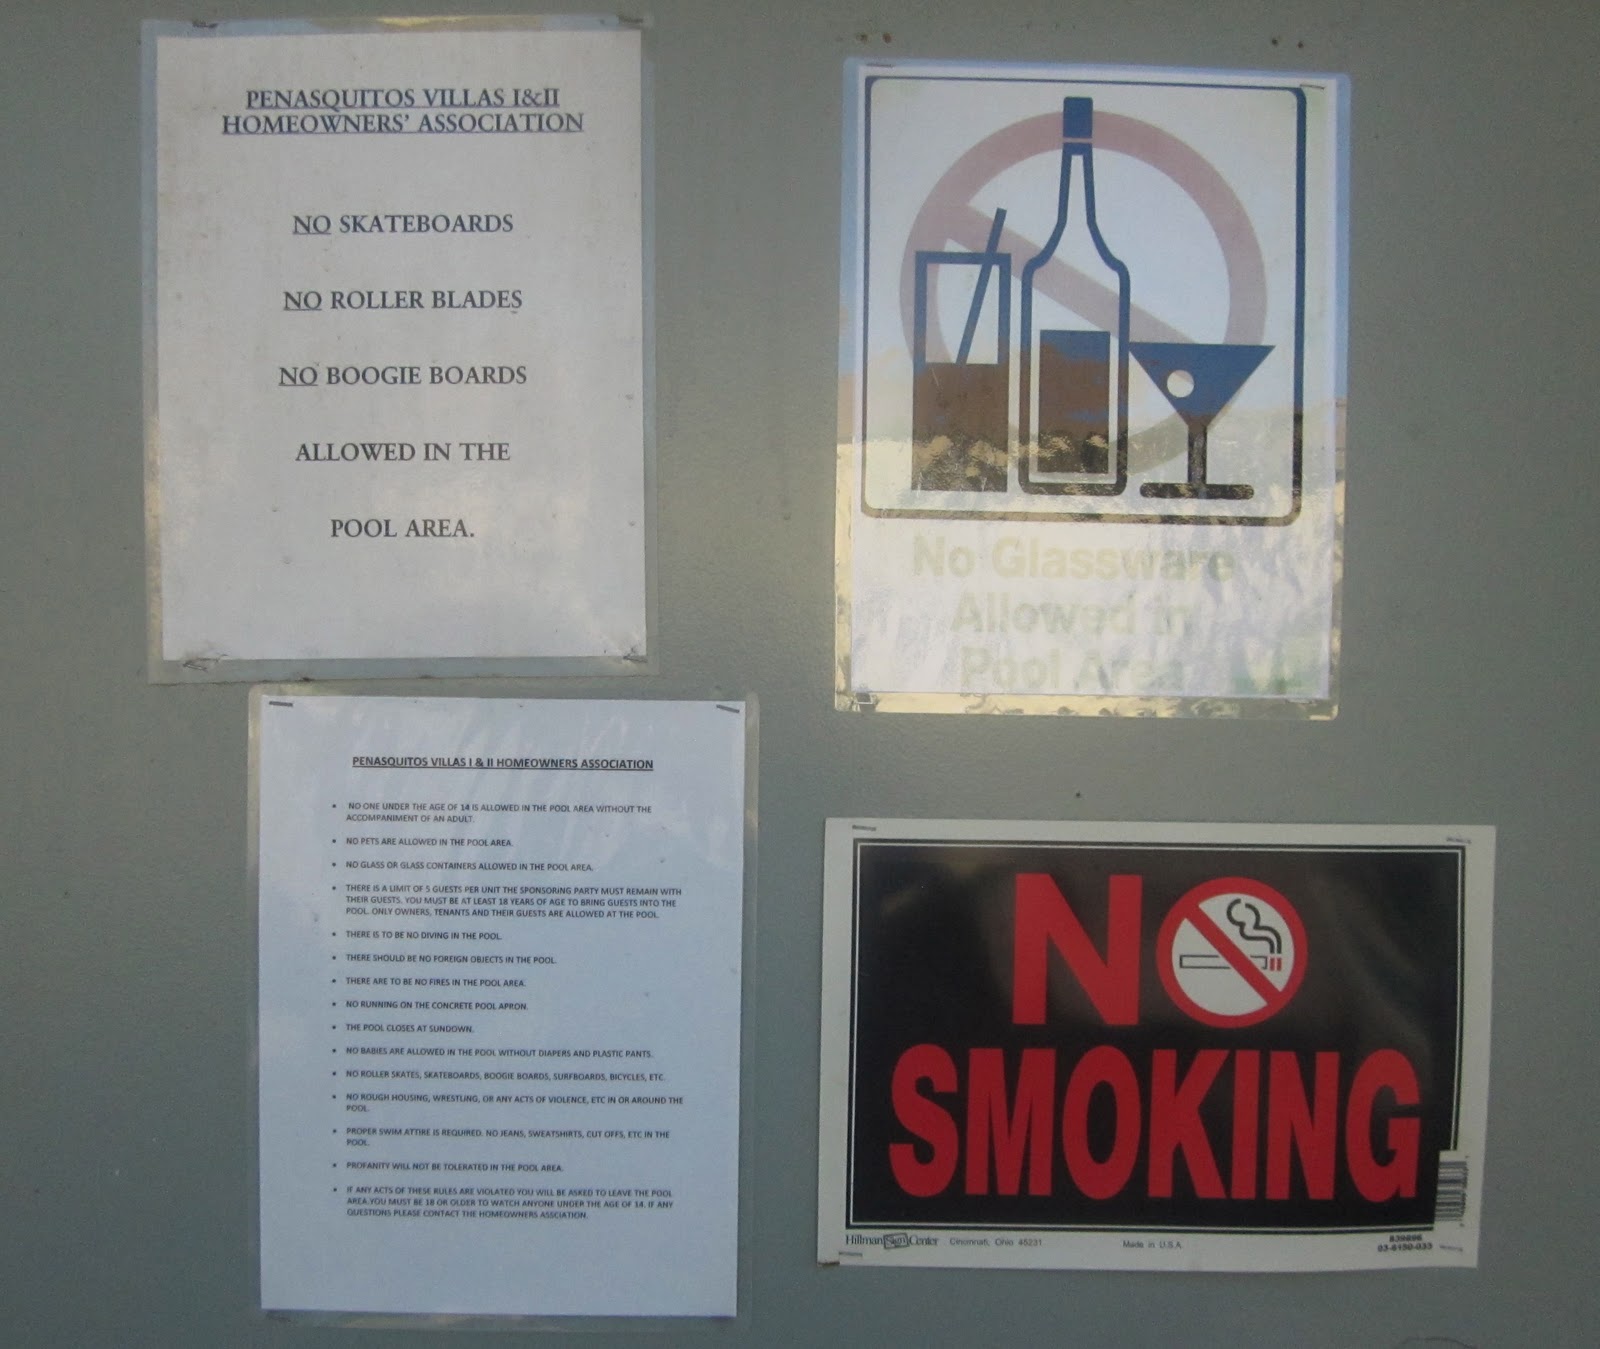 PENASQUITOS VILLAS I&II
HOMEOWNERS' ASSOCIATION
NO SKATEBOARDS
NO ROLLER BLADES
NO BOOGIE BOARDS
ALLOWED IN THE
POOL AREA.
No Glassware
Allowed in
Pool Area
PENASQUITOS VILLAS I & II HOMEOWNERS ASSOCIATION
• NO ONE UNDER THE AGE OF 14 IS ALLOWED IN THE POOL AREA WITHOUT THE
ACCOMPANIMENT OF AN ADULT.
• NO PETS ARE ALLOWED IN THE POOL AREA.
• NO GLASS OR GLASS CONTAINERS ALLOWED IN THE POOL AREA.
• THERE IS A LIMIT OF 5 GUESTS PER UNIT THE SPONSORING PARTY MUST REMAIN WITH
THEIR GUESTS. YOU MUST BE AT LEAST 18 YEARS OF AGE TO BRING GUESTS INTO THE
POOL. ONLY OWNERS, TENANTS AND THEIR GUESTS ARE ALLOWED AT THE POOL.
• THERE IS TO BE NO DIVING IN THE POOL.
• THERE SHOULD BE NO FOREIGN OBJECTS IN THE POOL.
• THERE ARE TO BE NO FIRES IN THE POOL AREA.
• NO RUNNING ON THE CONCRETE POOL APRON.
• THE POOL CLOSES AT SUNDOWN.
• NO BABIES ARE ALLOWED IN THE POOL WITHOUT DIAPERS AND PLASTIC PANTS.
• NO ROLLER SKATES, SKATEBOARDS, BOOGIE BOARDS, SURFBOARDS, BICYCLES, ETC.
• NO ROUGH HOUSING, WRESTLING, OR ANY ACTS OF VIOLENCE, ETC IN OR AROUND THE
POOL.
• PROPER SWIM ATTIRE IS REQUIRED. NO JEANS, SWEATSHIRTS, CUT OFFS, ETC IN THE
POOL.
• PROFANITY WILL NOT BE TOLERATED IN THE POOL AREA.
• IF ANY ACTS OF THESE RULES ARE VIOLATED YOU WILL BE ASKED TO LEAVE THE POOL
AREA.YOU MUST BE 18 OR OLDER TO WATCH ANYONE UNDER THE AGE OF 14. IF ANY
QUESTIONS PLEASE CONTACT THE HOMEOWNERS ASSCIATION.
NO
SMOKING
Hillman Sign Center Cincinnati, Ohio 45231 Made in U.S.A. 839896
03-6150-033